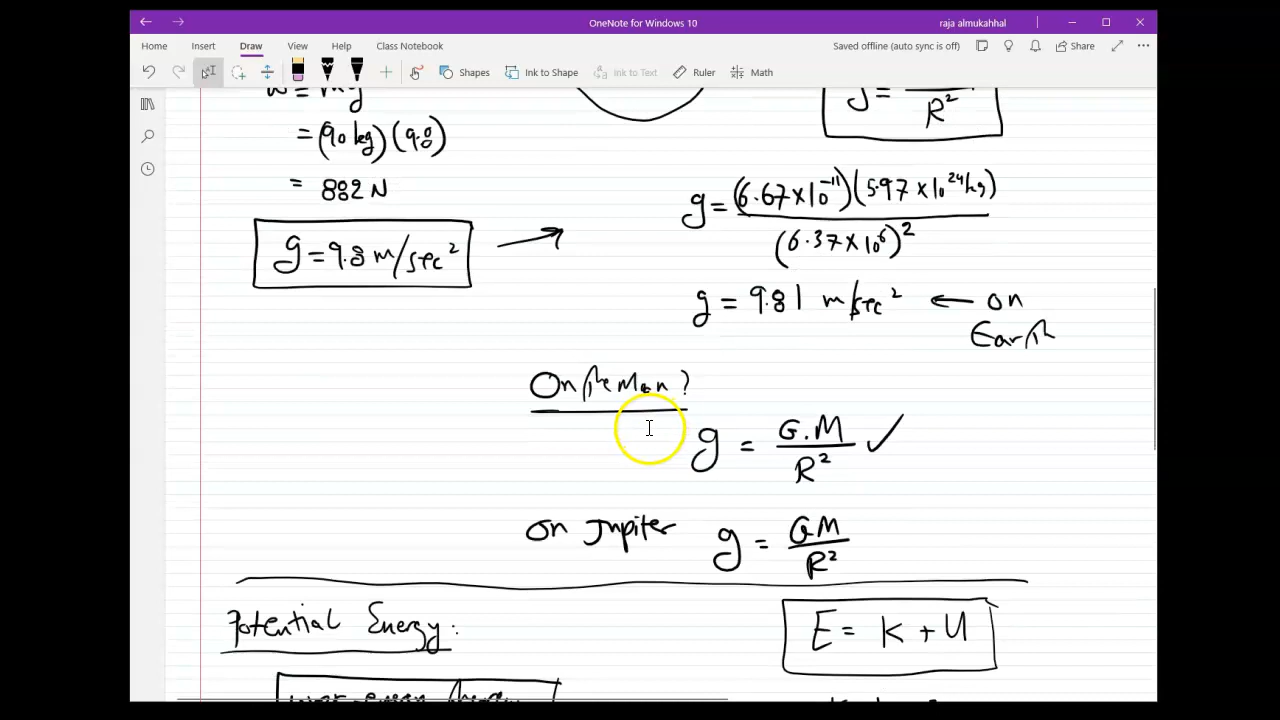 OneNote for Windows 10
raja almukahhal
Home Insert Draw View Help Class Notebook
Saved offline (auto sync is off)
Share
Shapes
Ink to Shape
Ink to Text
Ruler
Math
= (90 kg)(9.8)
= 882 N
g = 9.8 m/sec²
R²
g = (6.67×10⁻¹¹)(5.97×10²⁴kg)
(6.37×10⁶)²
g = 9.81 m/sec² ← on
Earth
On the Moon?
g = G.M
R² ✓
On Jupiter g = GM
R²
Potential Energy:
E = K + U